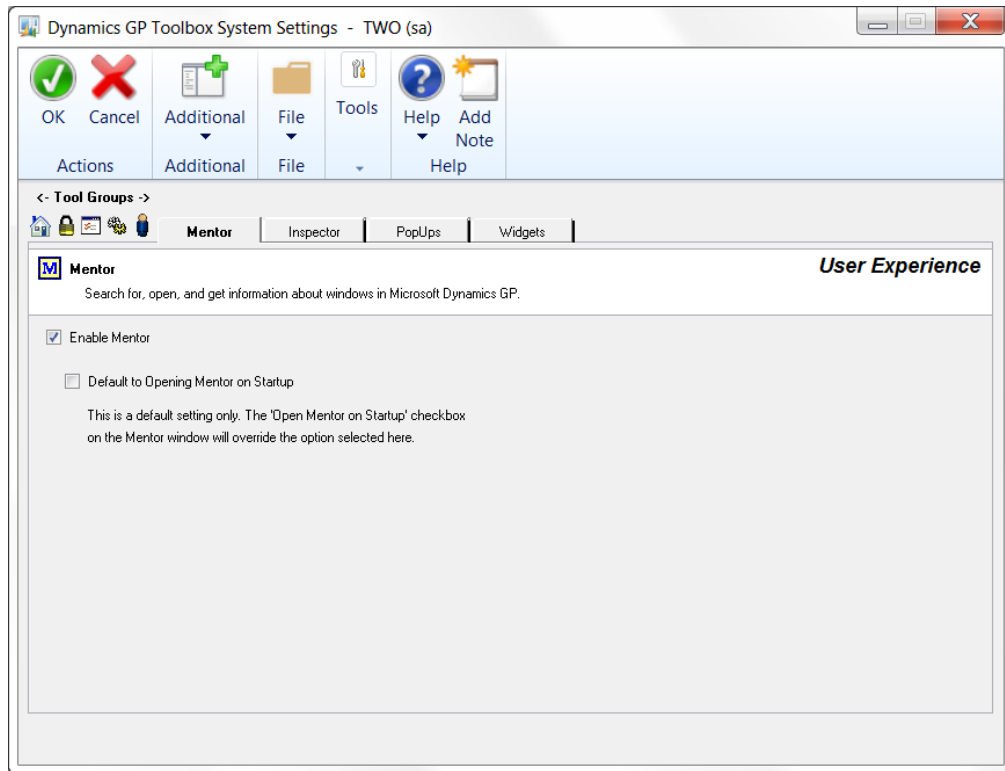 Dynamics GP Toolbox System Settings  -  TWO (sa)
OK Cancel Additional File Tools Help Add Note
Actions Additional File Help
<- Tool Groups ->
Mentor Inspector PopUps Widgets
M Mentor User Experience
Search for, open, and get information about windows in Microsoft Dynamics GP.
Enable Mentor
Default to Opening Mentor on Startup
This is a default setting only. The 'Open Mentor on Startup' checkbox
on the Mentor window will override the option selected here.